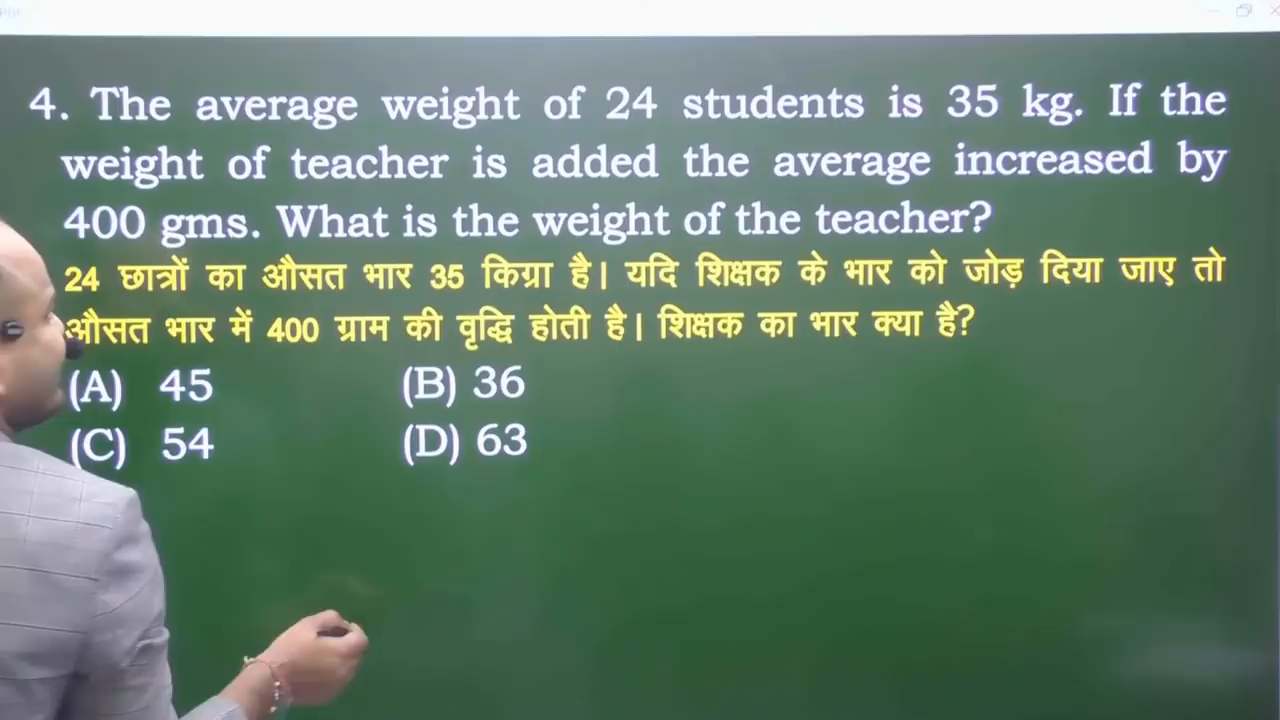 4. The average weight of 24 students is 35 kg. If the
weight of teacher is added the average increased by
400 gms. What is the weight of the teacher?
24 छात्रों का औसत भार 35 किग्रा है। यदि शिक्षक के भार को जोड़ दिया जाए तो
औसत भार में 400 ग्राम की वृद्धि होती है। शिक्षक का भार क्या है?
(A) 45 (B) 36
(C) 54 (D) 63